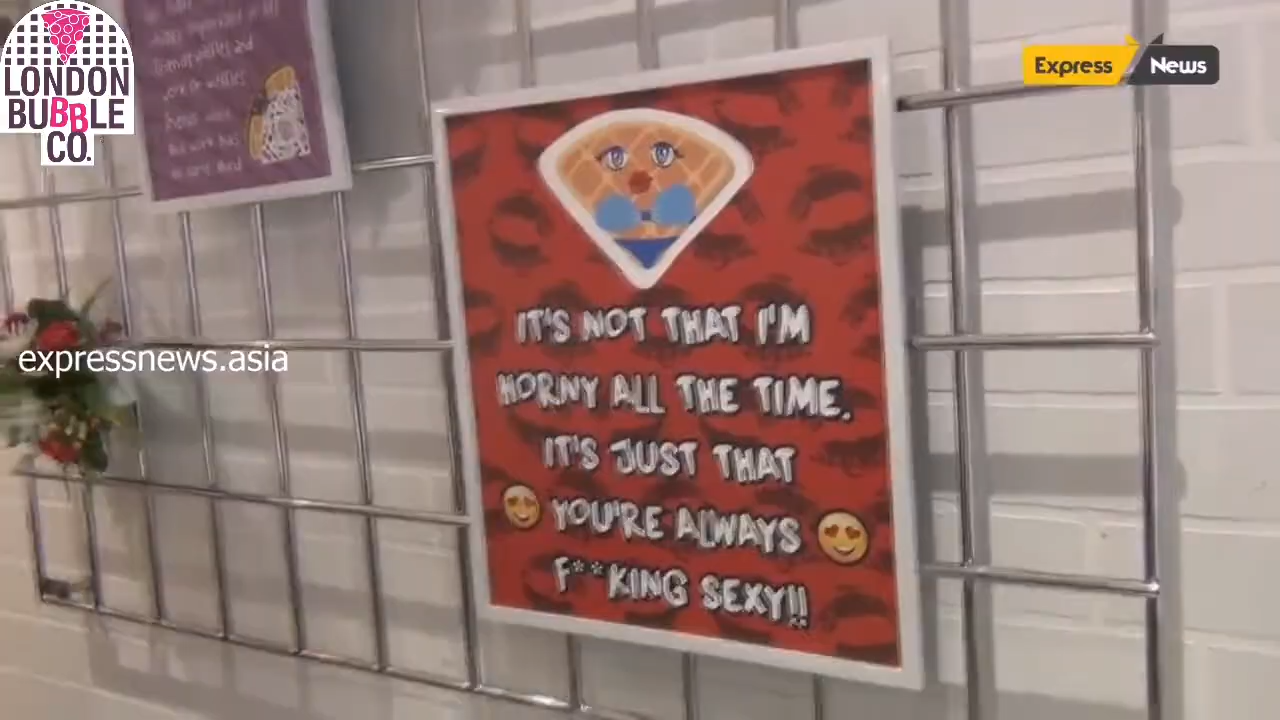 LONDON
BUBBLE
CO.
Express News
expressnews.asia
IT'S NOT THAT I'M
HORNY ALL THE TIME.
IT'S JUST THAT
YOU'RE ALWAYS
F**KING SEXY!!